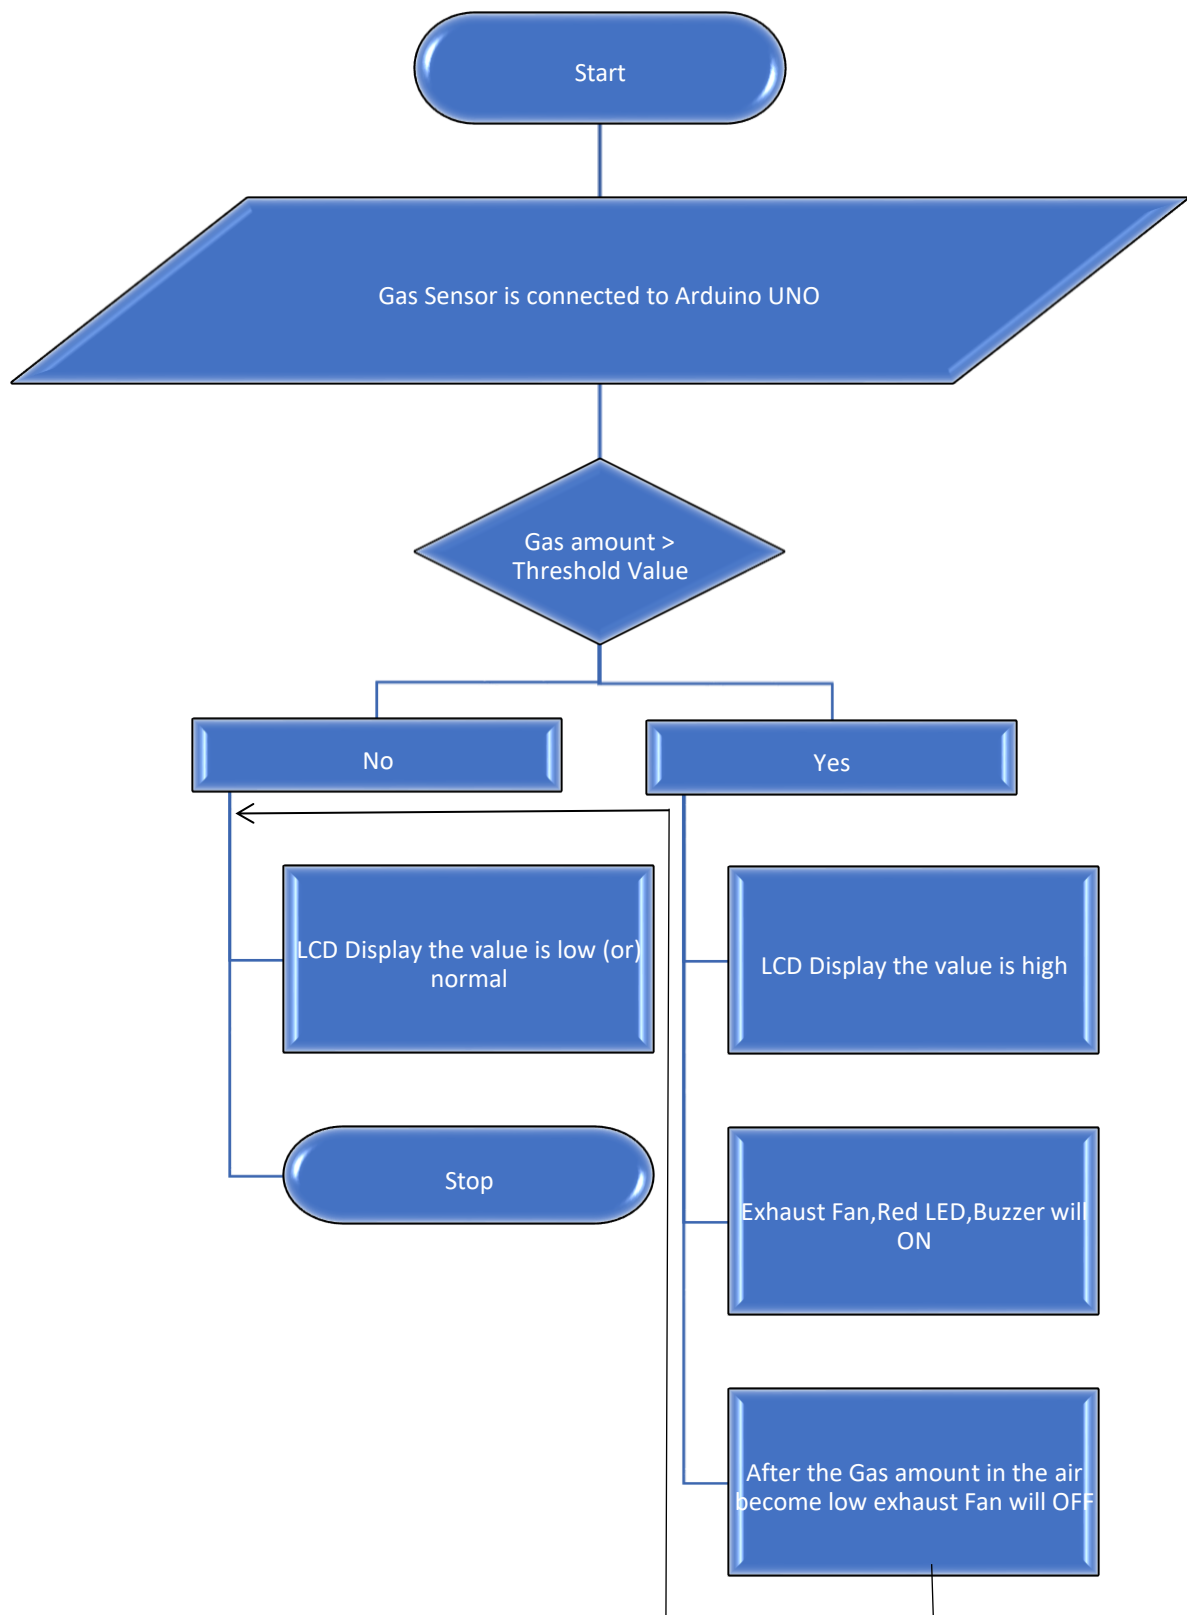 Start
Gas Sensor is connected to Arduino UNO
Gas amount >
Threshold Value
No
Yes
LCD Display the value is low (or)
normal
LCD Display the value is high
Stop
Exhaust Fan,Red LED,Buzzer will
ON
After the Gas amount in the air
become low exhaust Fan will OFF